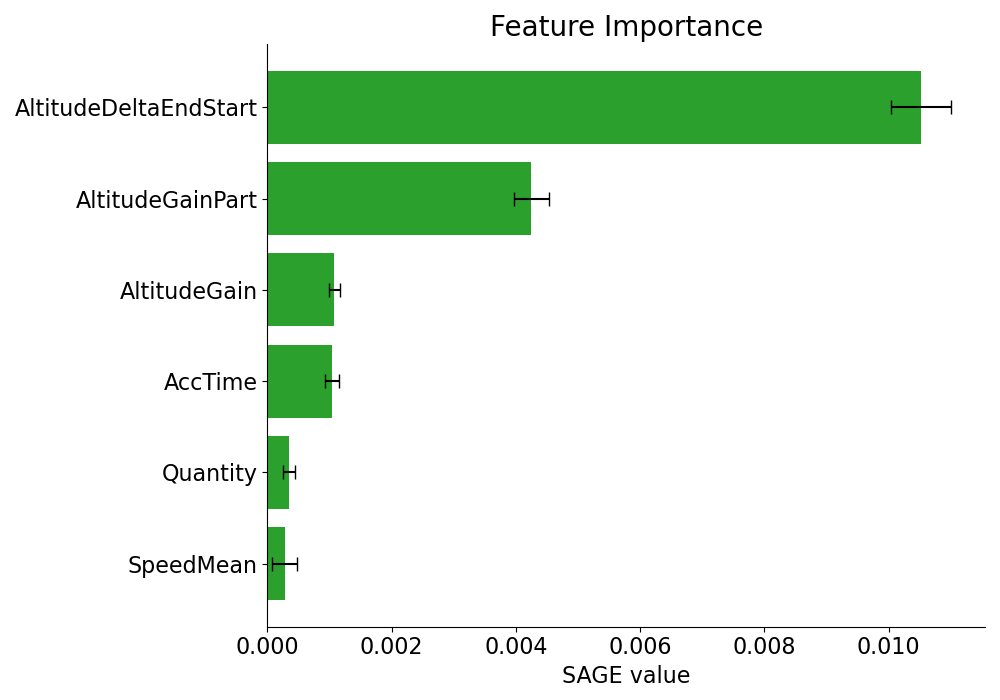 Feature Importance
AltitudeDeltaEndStart
AltitudeGainPart
AltitudeGain
AccTime
Quantity
SpeedMean
0.000 0.002 0.004 0.006 0.008 0.010
SAGE value